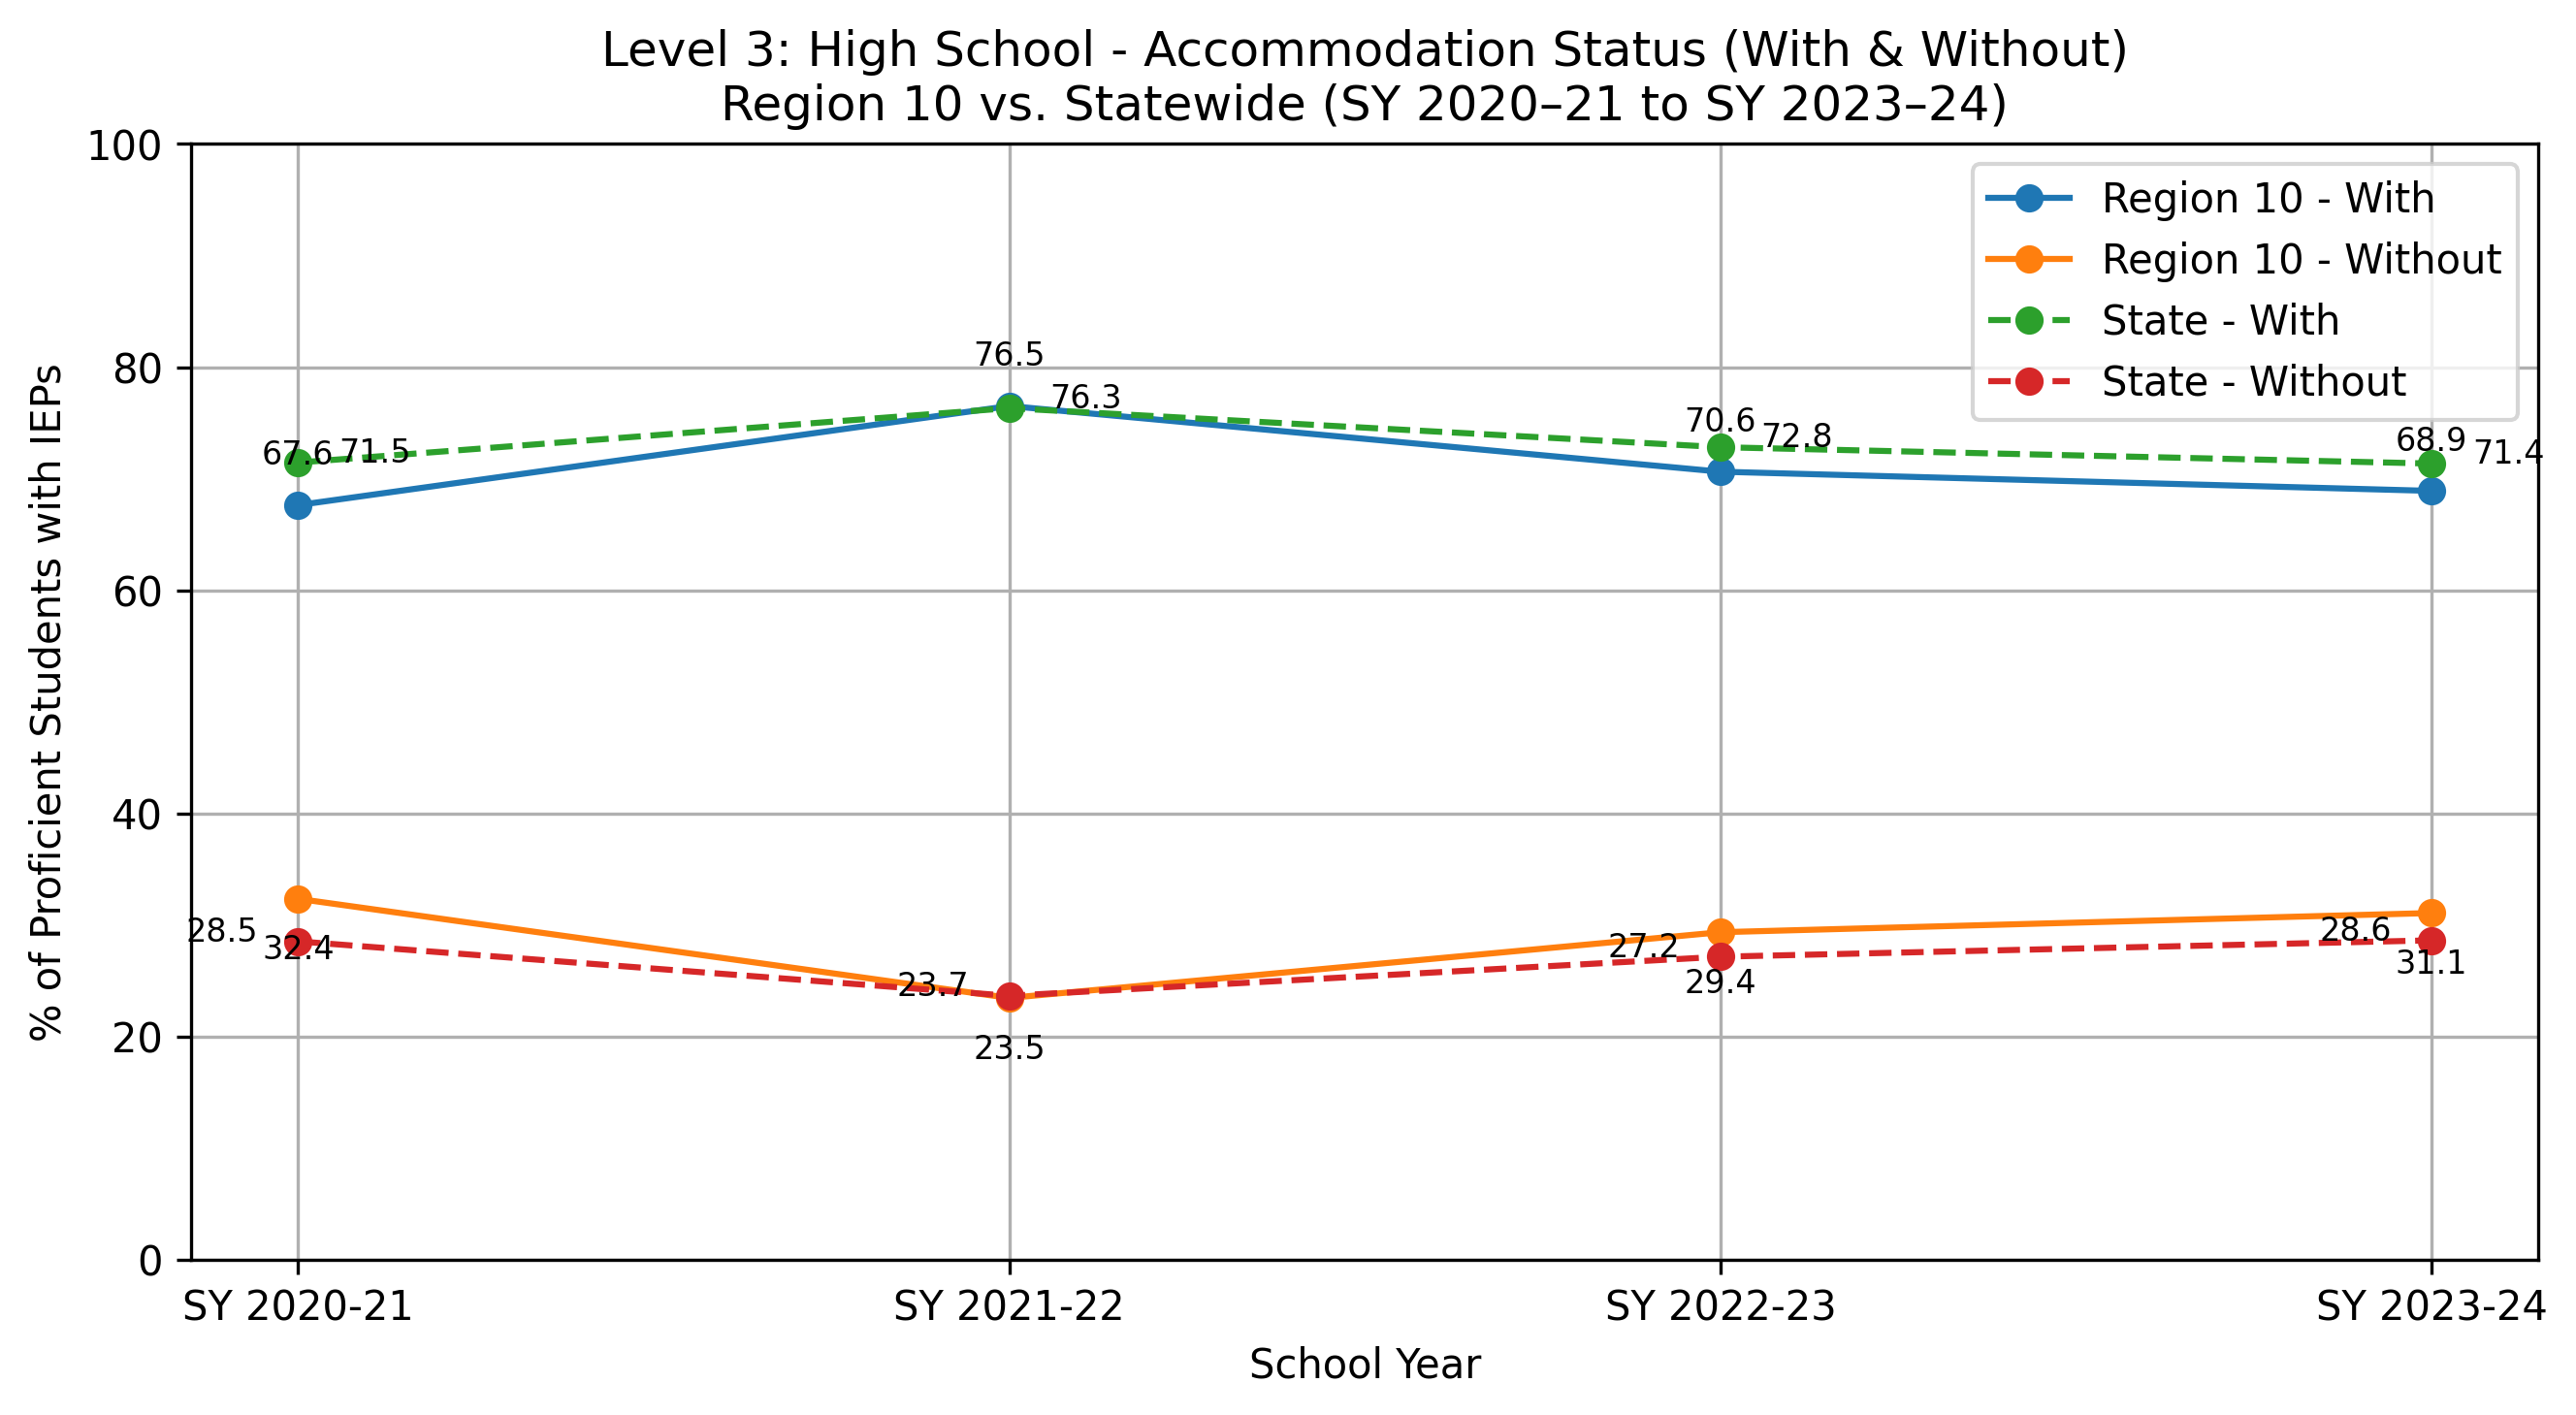 Level 3: High School - Accommodation Status (With & Without)
Region 10 vs. Statewide (SY 2020–21 to SY 2023–24)
% of Proficient Students with IEPs
100
80
60
40
20
0
Region 10 - With
Region 10 - Without
State - With
State - Without
67.6 71.5
76.5
76.3
70.6
72.8
68.9
71.4
28.5
32.4
23.7
23.5
27.2
29.4
28.6
31.1
SY 2020-21 SY 2021-22 SY 2022-23 SY 2023-24
School Year